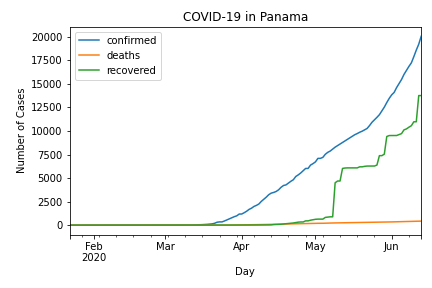 COVID-19 in Panama
confirmed
deaths
recovered
Number of Cases
20000
17500
15000
12500
10000
7500
5000
2500
0
Feb
2020
Mar
Apr
May
Jun
Day